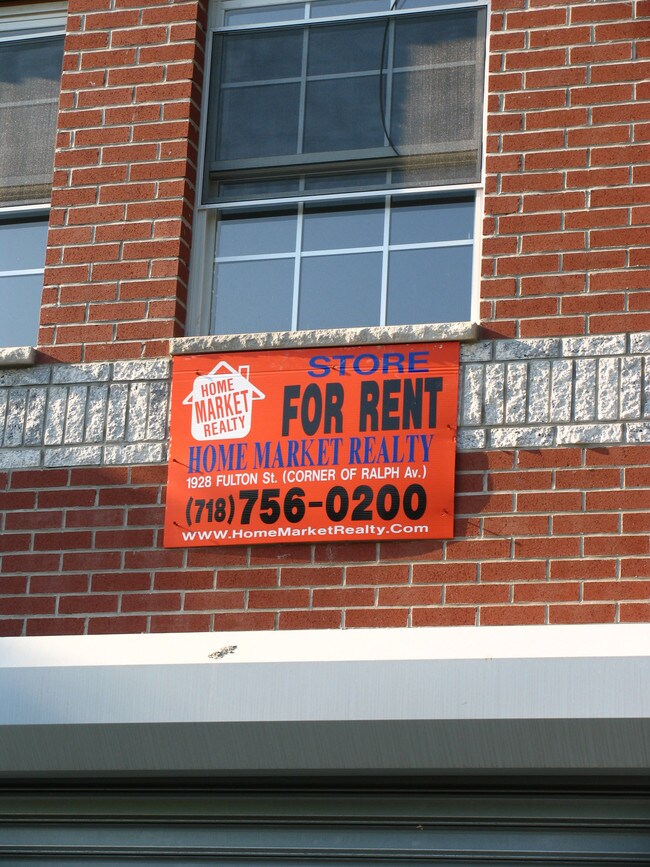 STORE
FOR RENT
HOME
MARKET
REALTY
HOME MARKET REALTY
1928 FULTON St. (CORNER OF RALPH Av.)
(718) 756-0200
www.HomeMarketRealty.Com